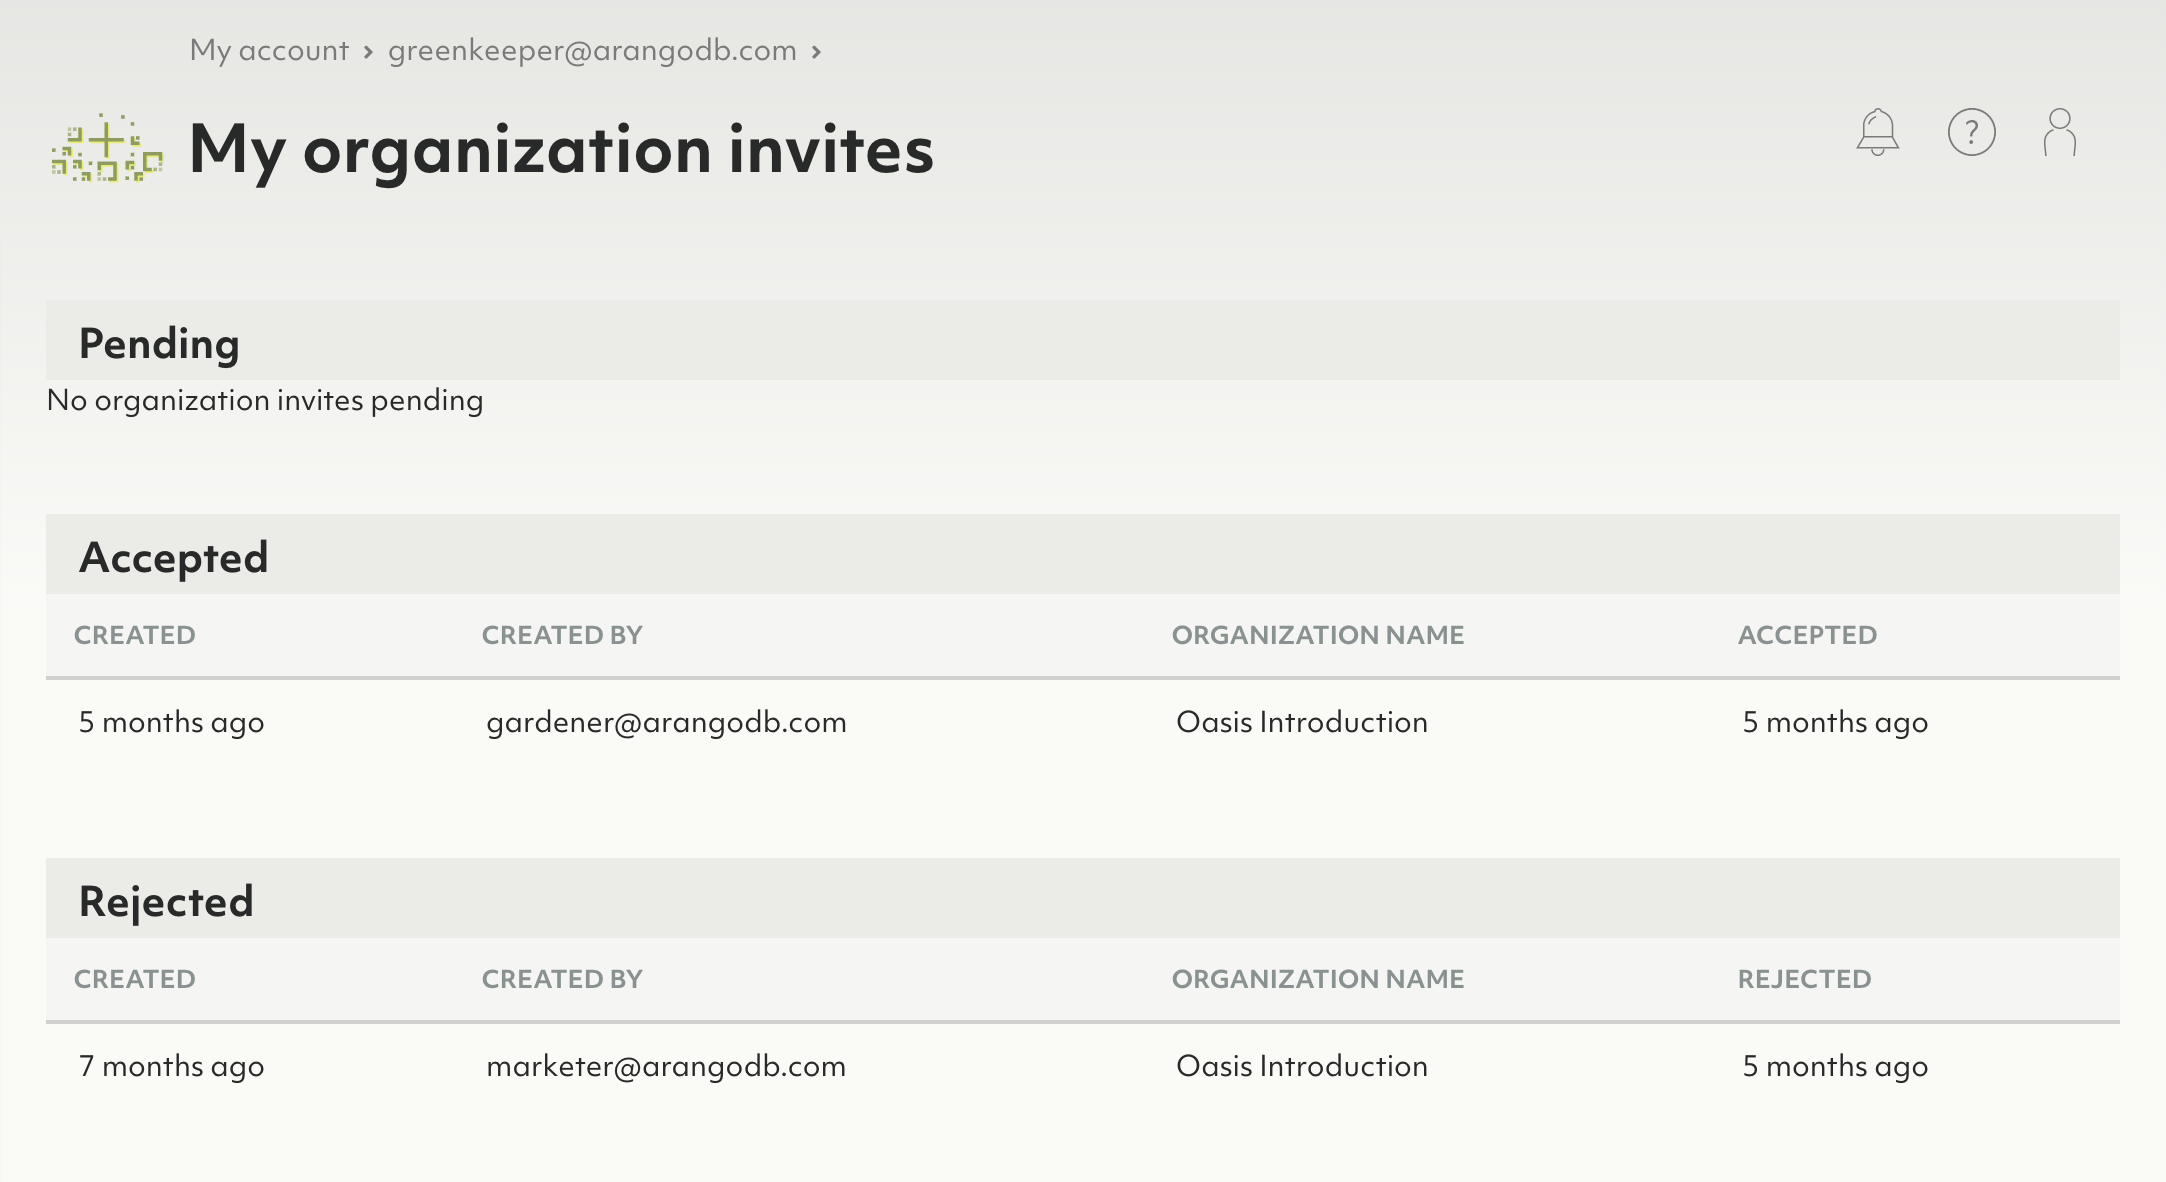 My account › greenkeeper@arangodb.com ›
My organization invites
?
Pending
No organization invites pending
Accepted
CREATED CREATED BY ORGANIZATION NAME ACCEPTED
5 months ago gardener@arangodb.com Oasis Introduction 5 months ago
Rejected
CREATED CREATED BY ORGANIZATION NAME REJECTED
7 months ago marketer@arangodb.com Oasis Introduction 5 months ago